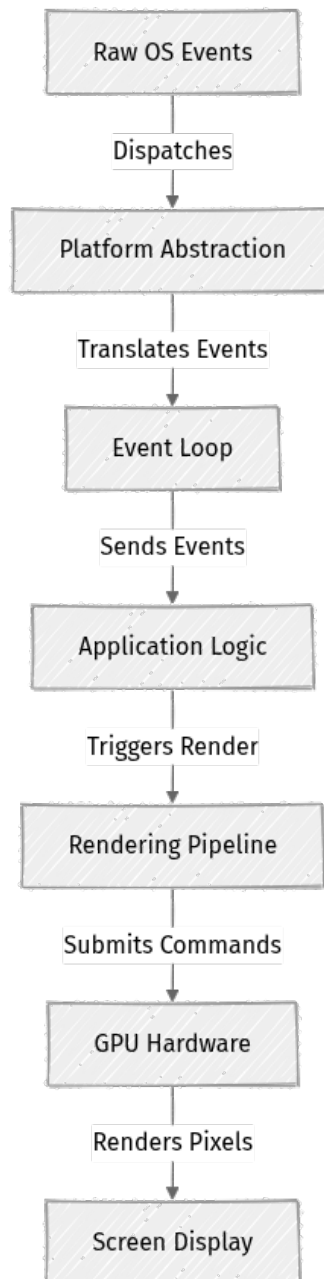 Raw OS Events
Dispatches
Platform Abstraction
Translates Events
Event Loop
Sends Events
Application Logic
Triggers Render
Rendering Pipeline
Submits Commands
GPU Hardware
Renders Pixels
Screen Display